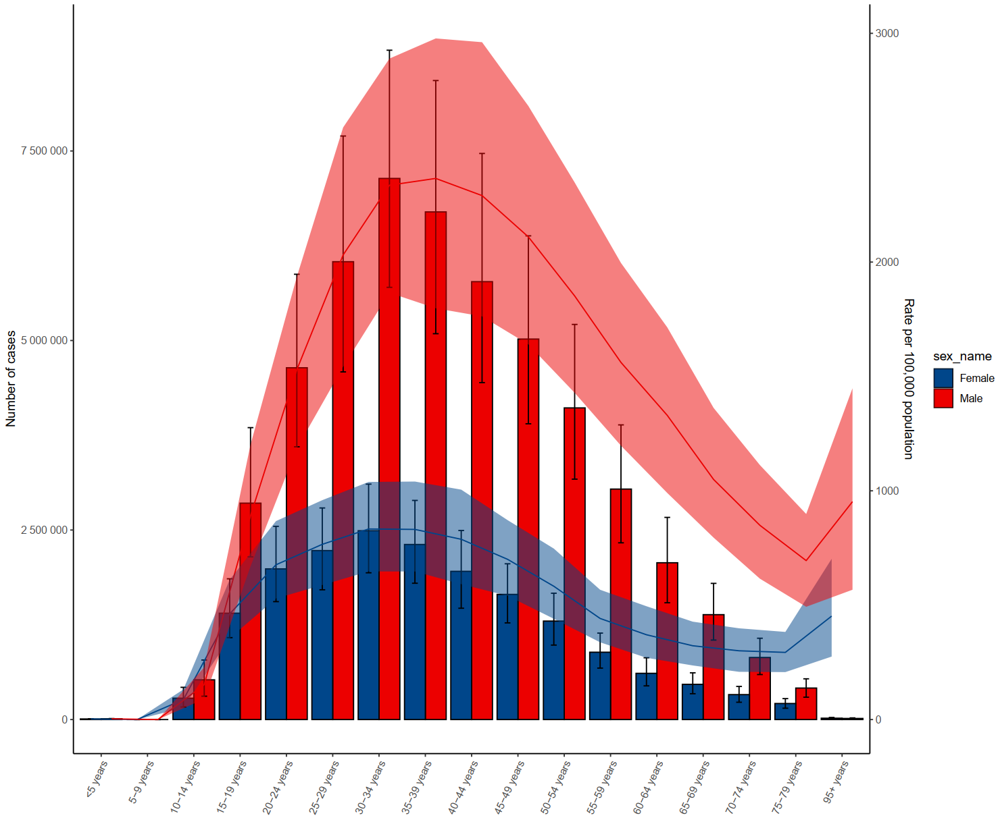 Number of cases
7 500 000
5 000 000
2 500 000
0
3000
2000
1000
0
Rate per 100,000 population
sex_name
Female
Male
<5 years
5−9 years
10−14 years
15−19 years
20−24 years
25−29 years
30−34 years
35−39 years
40−44 years
45−49 years
50−54 years
55−59 years
60−64 years
65−69 years
70−74 years
75−79 years
95+ years